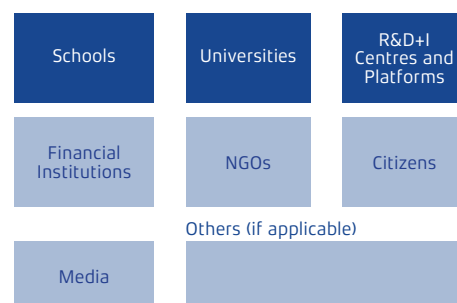 Schools
Universities
R&D+I
Centres and
Platforms
Financial
Institutions
NGOs
Citizens
Others (if applicable)
Media